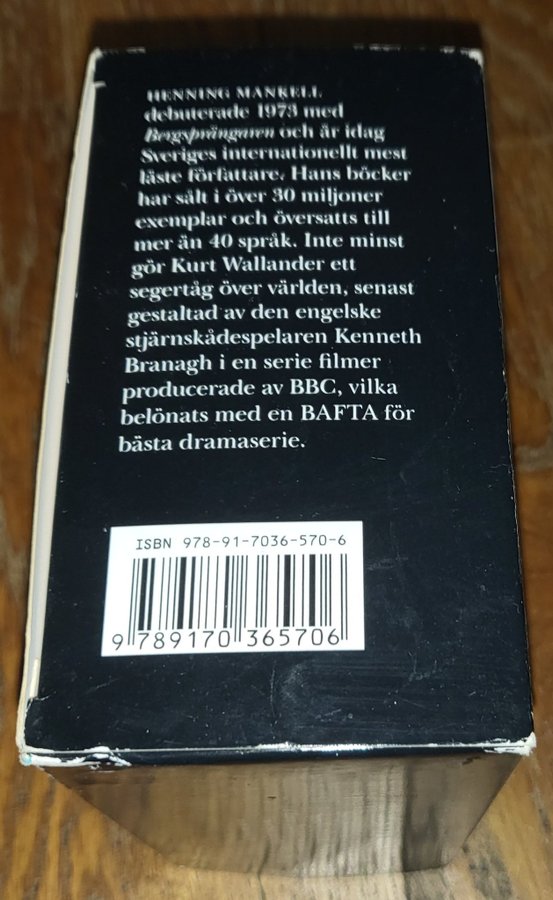 HENNING MANKELL
debuterade 1973 med
Bergsprängaren och är idag
Sveriges internationellt mest
läste författare. Hans böcker
har sålt i över 30 miljoner
exemplar och översatts till
mer än 40 språk. Inte minst
gör Kurt Wallander ett
segertåg över världen, senast
gestaltad av den engelske
stjärnskådespelaren Kenneth
Branagh i en serie filmer
producerade av BBC, vilka
belönats med en BAFTA för
bästa dramaserie.
ISBN 978-91-7036-570-6
9 789170 365706